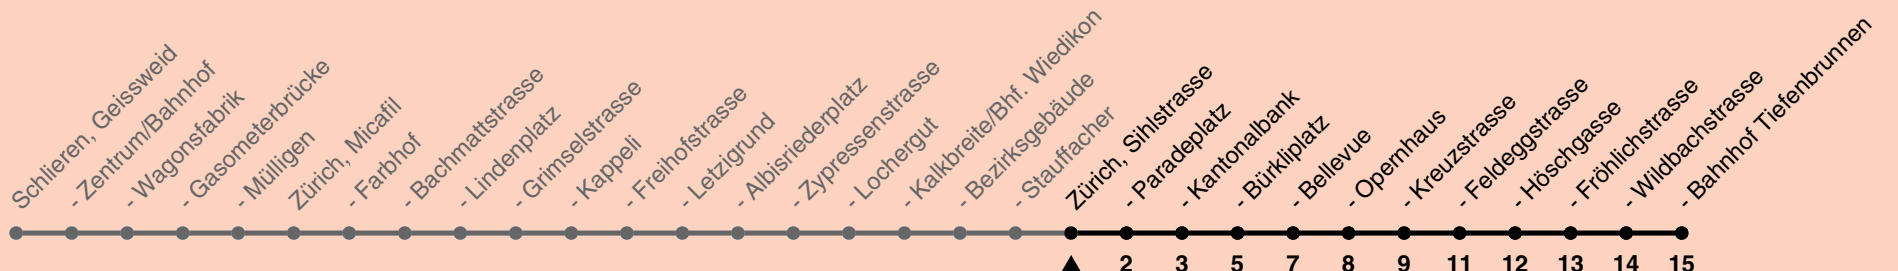 Schlieren, Geissweid
- Zentrum/Bahnhof
- Wagonsfabrik
- Gasometerbrücke
- Mülligen
Zürich, Micafil
- Farbhof
- Bachmattstrasse
- Lindenplatz
- Grimselstrasse
- Kappeli
- Freihofstrasse
- Letzigrund
- Albisriederplatz
- Zypressenstrasse
- Lochergut
- Kalkbreite/Bhf. Wiedikon
- Bezirksgebäude
- Stauffacher
Zürich, Sihlstrasse
- Paradeplatz
- Kantonalbank
- Bürkliplatz
- Bellevue
- Opernhaus
- Kreuzstrasse
- Feldeggstrasse
- Höschgasse
- Fröhlichstrasse
- Wildbachstrasse
- Bahnhof Tiefenbrunnen
2 3 5 7 8 9 11 12 13 14 15